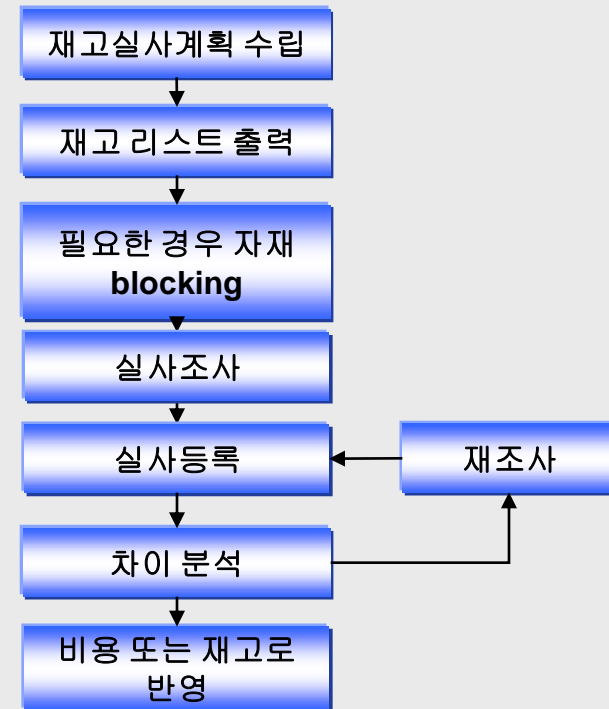 재고실사계획 수립
재고 리스트 출력
필요한 경우 자재
blocking
실사조사
실사등록
재조사
차이 분석
비용 또는 재고로
반영